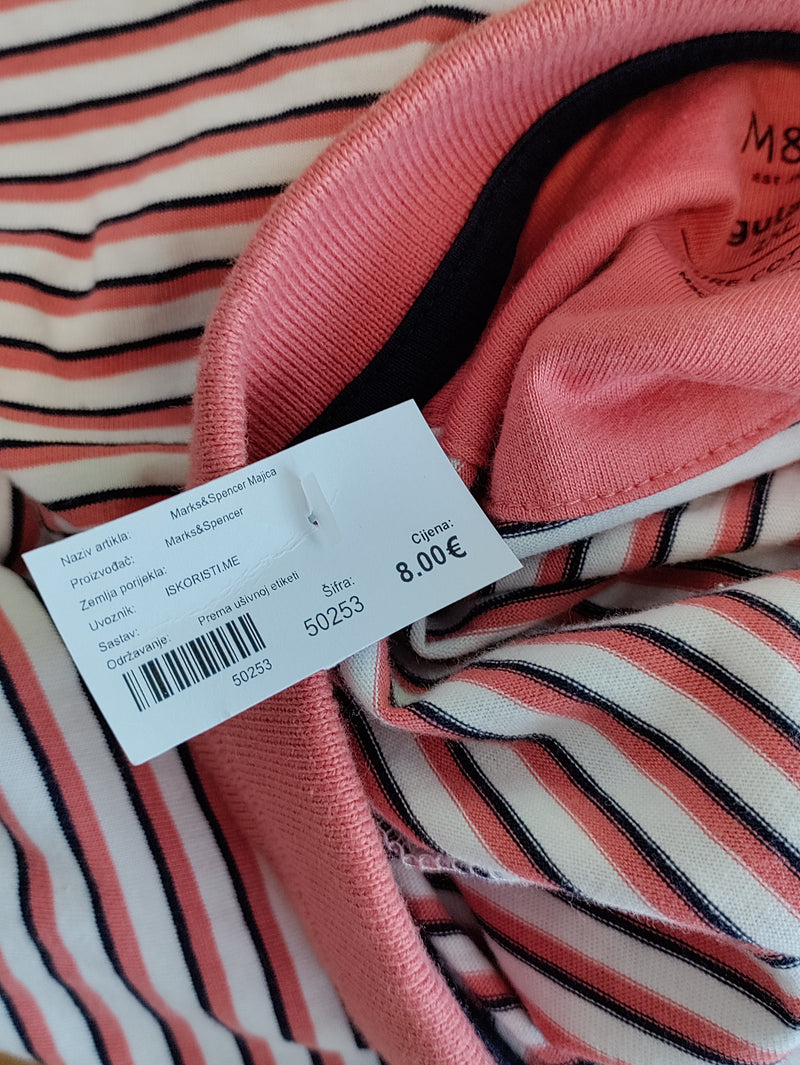 M&
EST
Naziv artikla: Marks&Spencer Majica
Proizvođač: Marks&Spencer
Zemlja porijekla:
Uvoznik: ISKORISTI.ME
Sastav:
Održavanje: Prema ušivnoj etiketi
50253
Šifra:
50253
Cijena:
8.00€